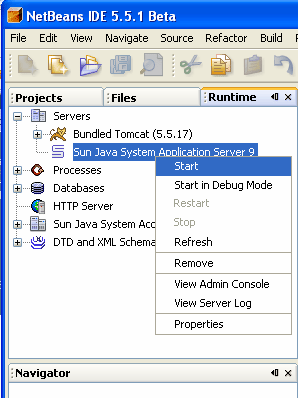 NetBeans IDE 5.5.1 Beta
File Edit View Navigate Source Refactor Build
Projects Files Runtime
Servers
Bundled Tomcat (5.5.17)
Sun Java System Application Server 9
Start
Processes
Start in Debug Mode
Databases
Restart
HTTP Server
Stop
Sun Java System
Refresh
DTD and XML Schema
Remove
View Admin Console
View Server Log
Properties
Navigator